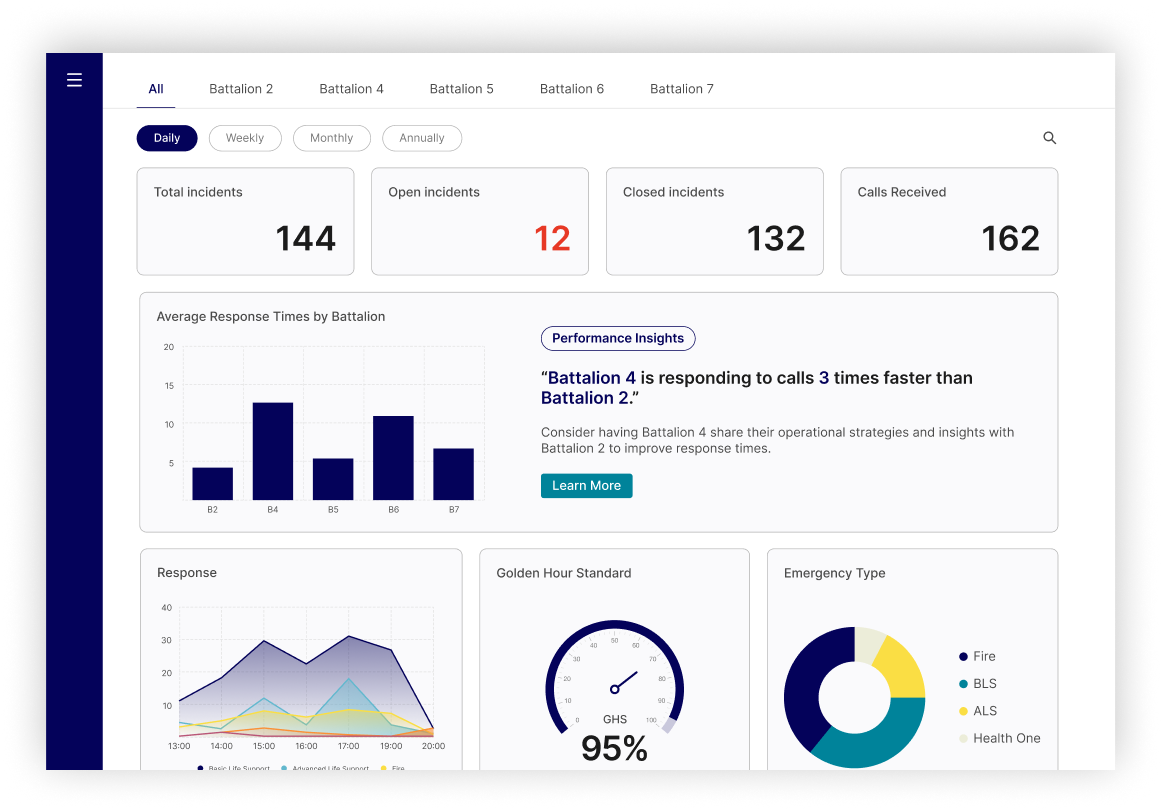 All Battalion 2 Battalion 4 Battalion 5 Battalion 6 Battalion 7
Daily Weekly Monthly Annually
Total incidents
144
Open incidents
12
Closed incidents
132
Calls Received
162
Average Response Times by Battalion
20
15
10
5
B2 B4 B5 B6 B7
Performance Insights
“Battalion 4 is responding to calls 3 times faster than
Battalion 2.”
Consider having Battalion 4 share their operational strategies and insights with
Battalion 2 to improve response times.
Learn More
Response
40
30
20
10
13:00 14:00 15:00 16:00 17:00 19:00 20:00
Basic Life Support Advanced Life Support Fire
Golden Hour Standard
0 10 20 30 40 50 60 70 80 90 100
GHS
95%
Emergency Type
Fire
BLS
ALS
Health One